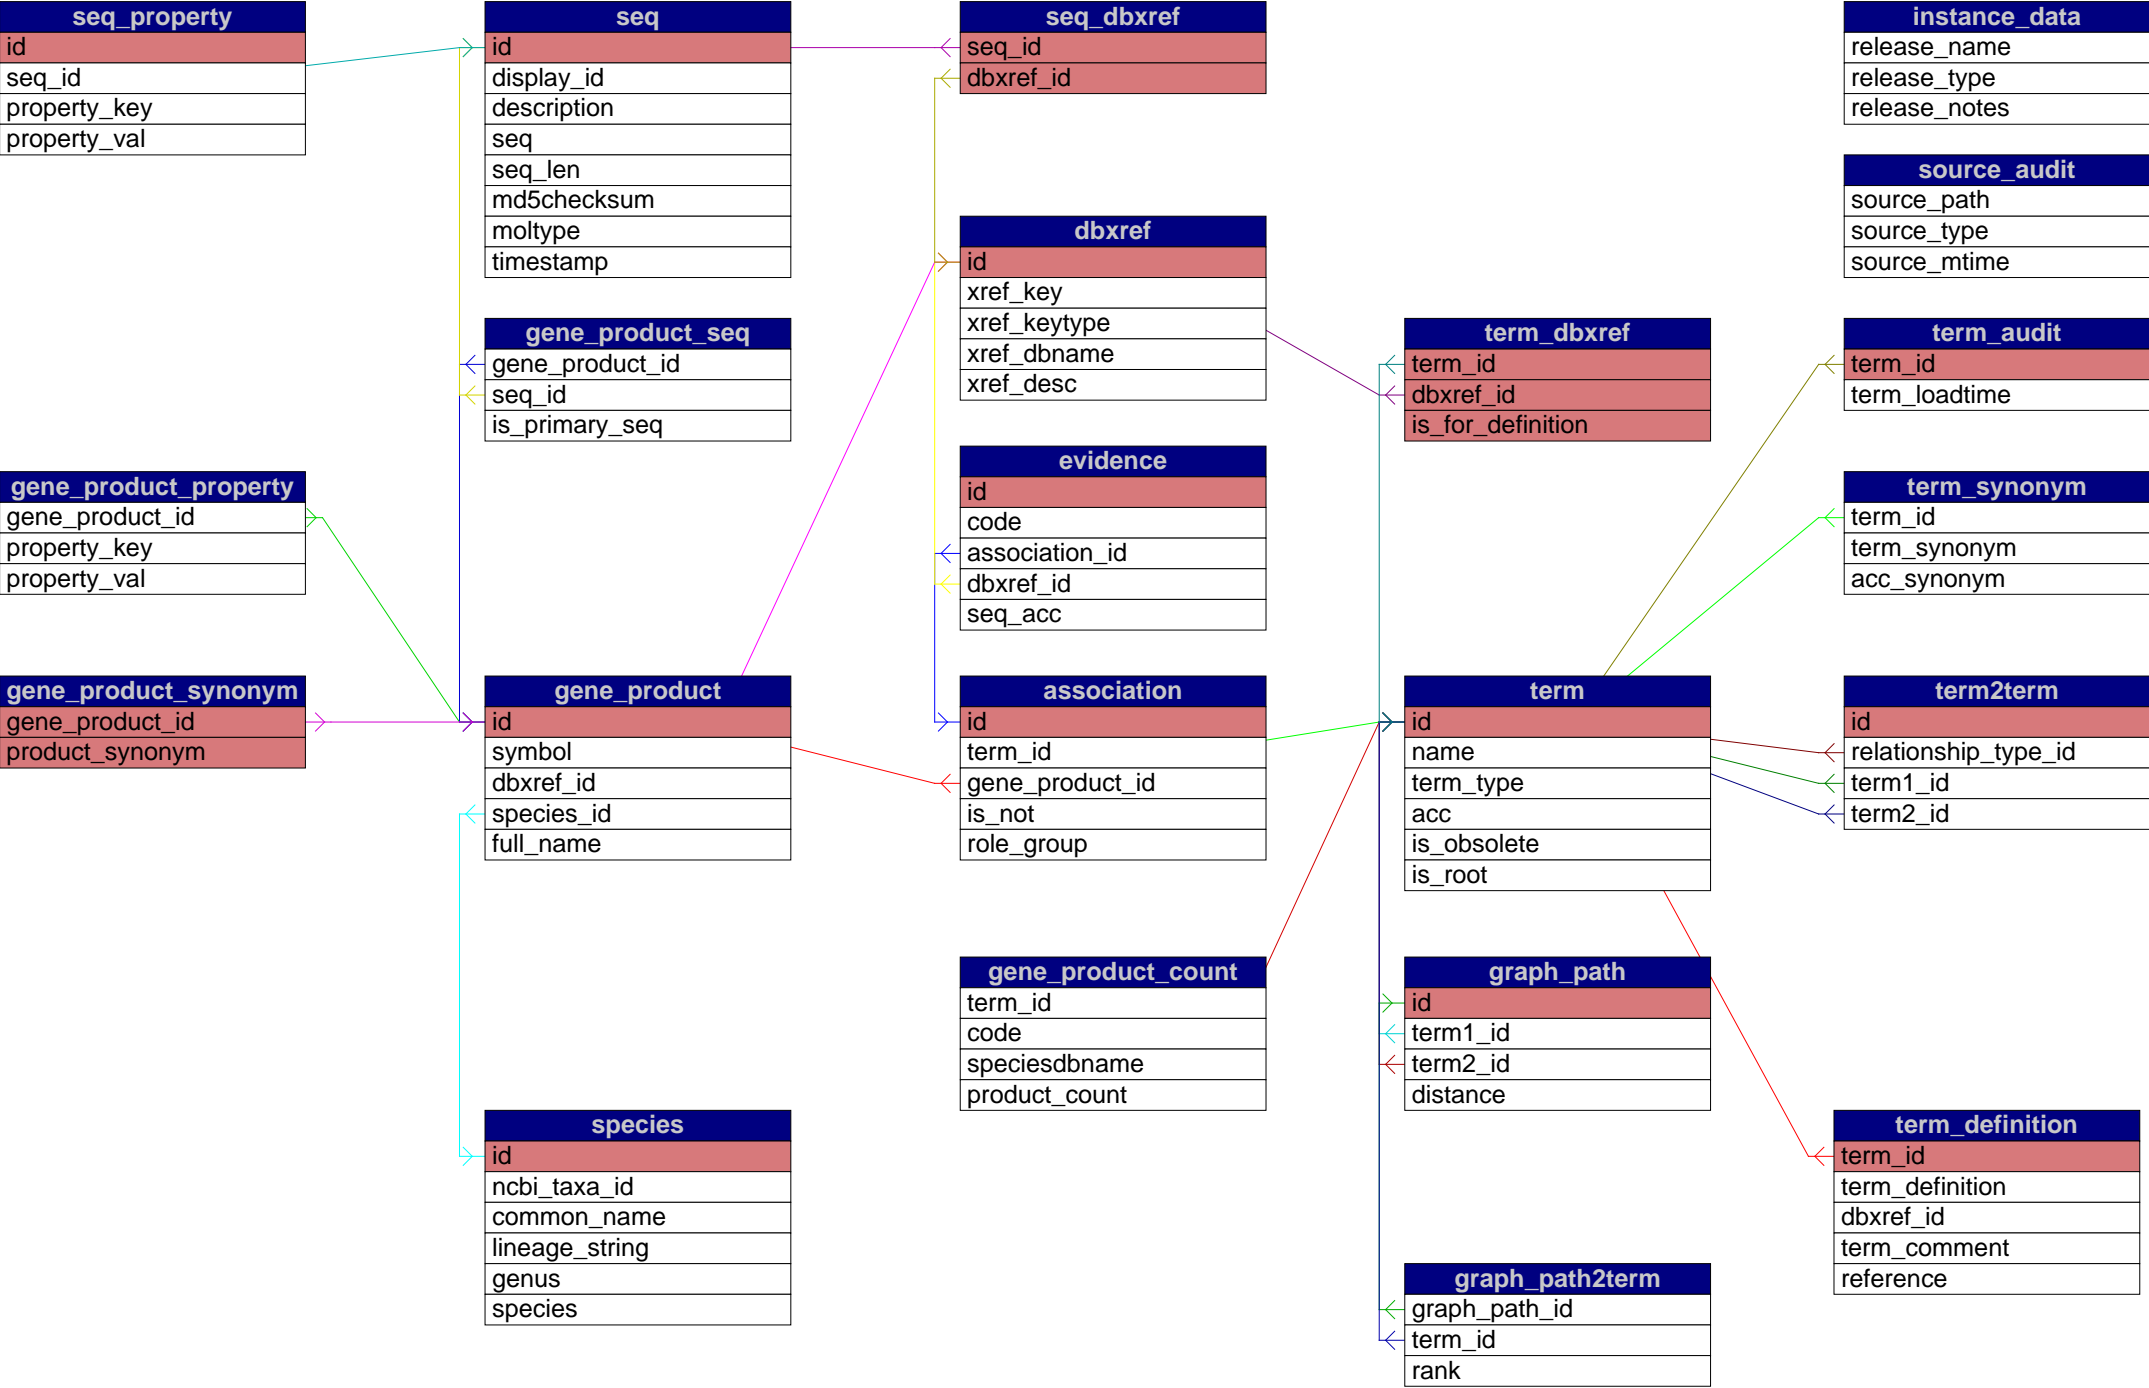 seq_property
id
seq_id
property_key
property_val
seq
id
display_id
description
seq
seq_len
md5checksum
moltype
timestamp
seq_dbxref
seq_id
dbxref_id
instance_data
release_name
release_type
release_notes
source_audit
source_path
source_type
source_mtime
dbxref
id
xref_key
xref_keytype
xref_dbname
xref_desc
gene_product_seq
gene_product_id
seq_id
is_primary_seq
term_dbxref
term_id
dbxref_id
is_for_definition
term_audit
term_id
term_loadtime
evidence
id
code
association_id
dbxref_id
seq_acc
gene_product_property
gene_product_id
property_key
property_val
term_synonym
term_id
term_synonym
acc_synonym
gene_product_synonym
gene_product_id
product_synonym
gene_product
id
symbol
dbxref_id
species_id
full_name
association
id
term_id
gene_product_id
is_not
role_group
term
id
name
term_type
acc
is_obsolete
is_root
term2term
id
relationship_type_id
term1_id
term2_id
gene_product_count
term_id
code
speciesdbname
product_count
graph_path
id
term1_id
term2_id
distance
species
id
ncbi_taxa_id
common_name
lineage_string
genus
species
term_definition
term_id
term_definition
dbxref_id
term_comment
reference
graph_path2term
graph_path_id
term_id
rank